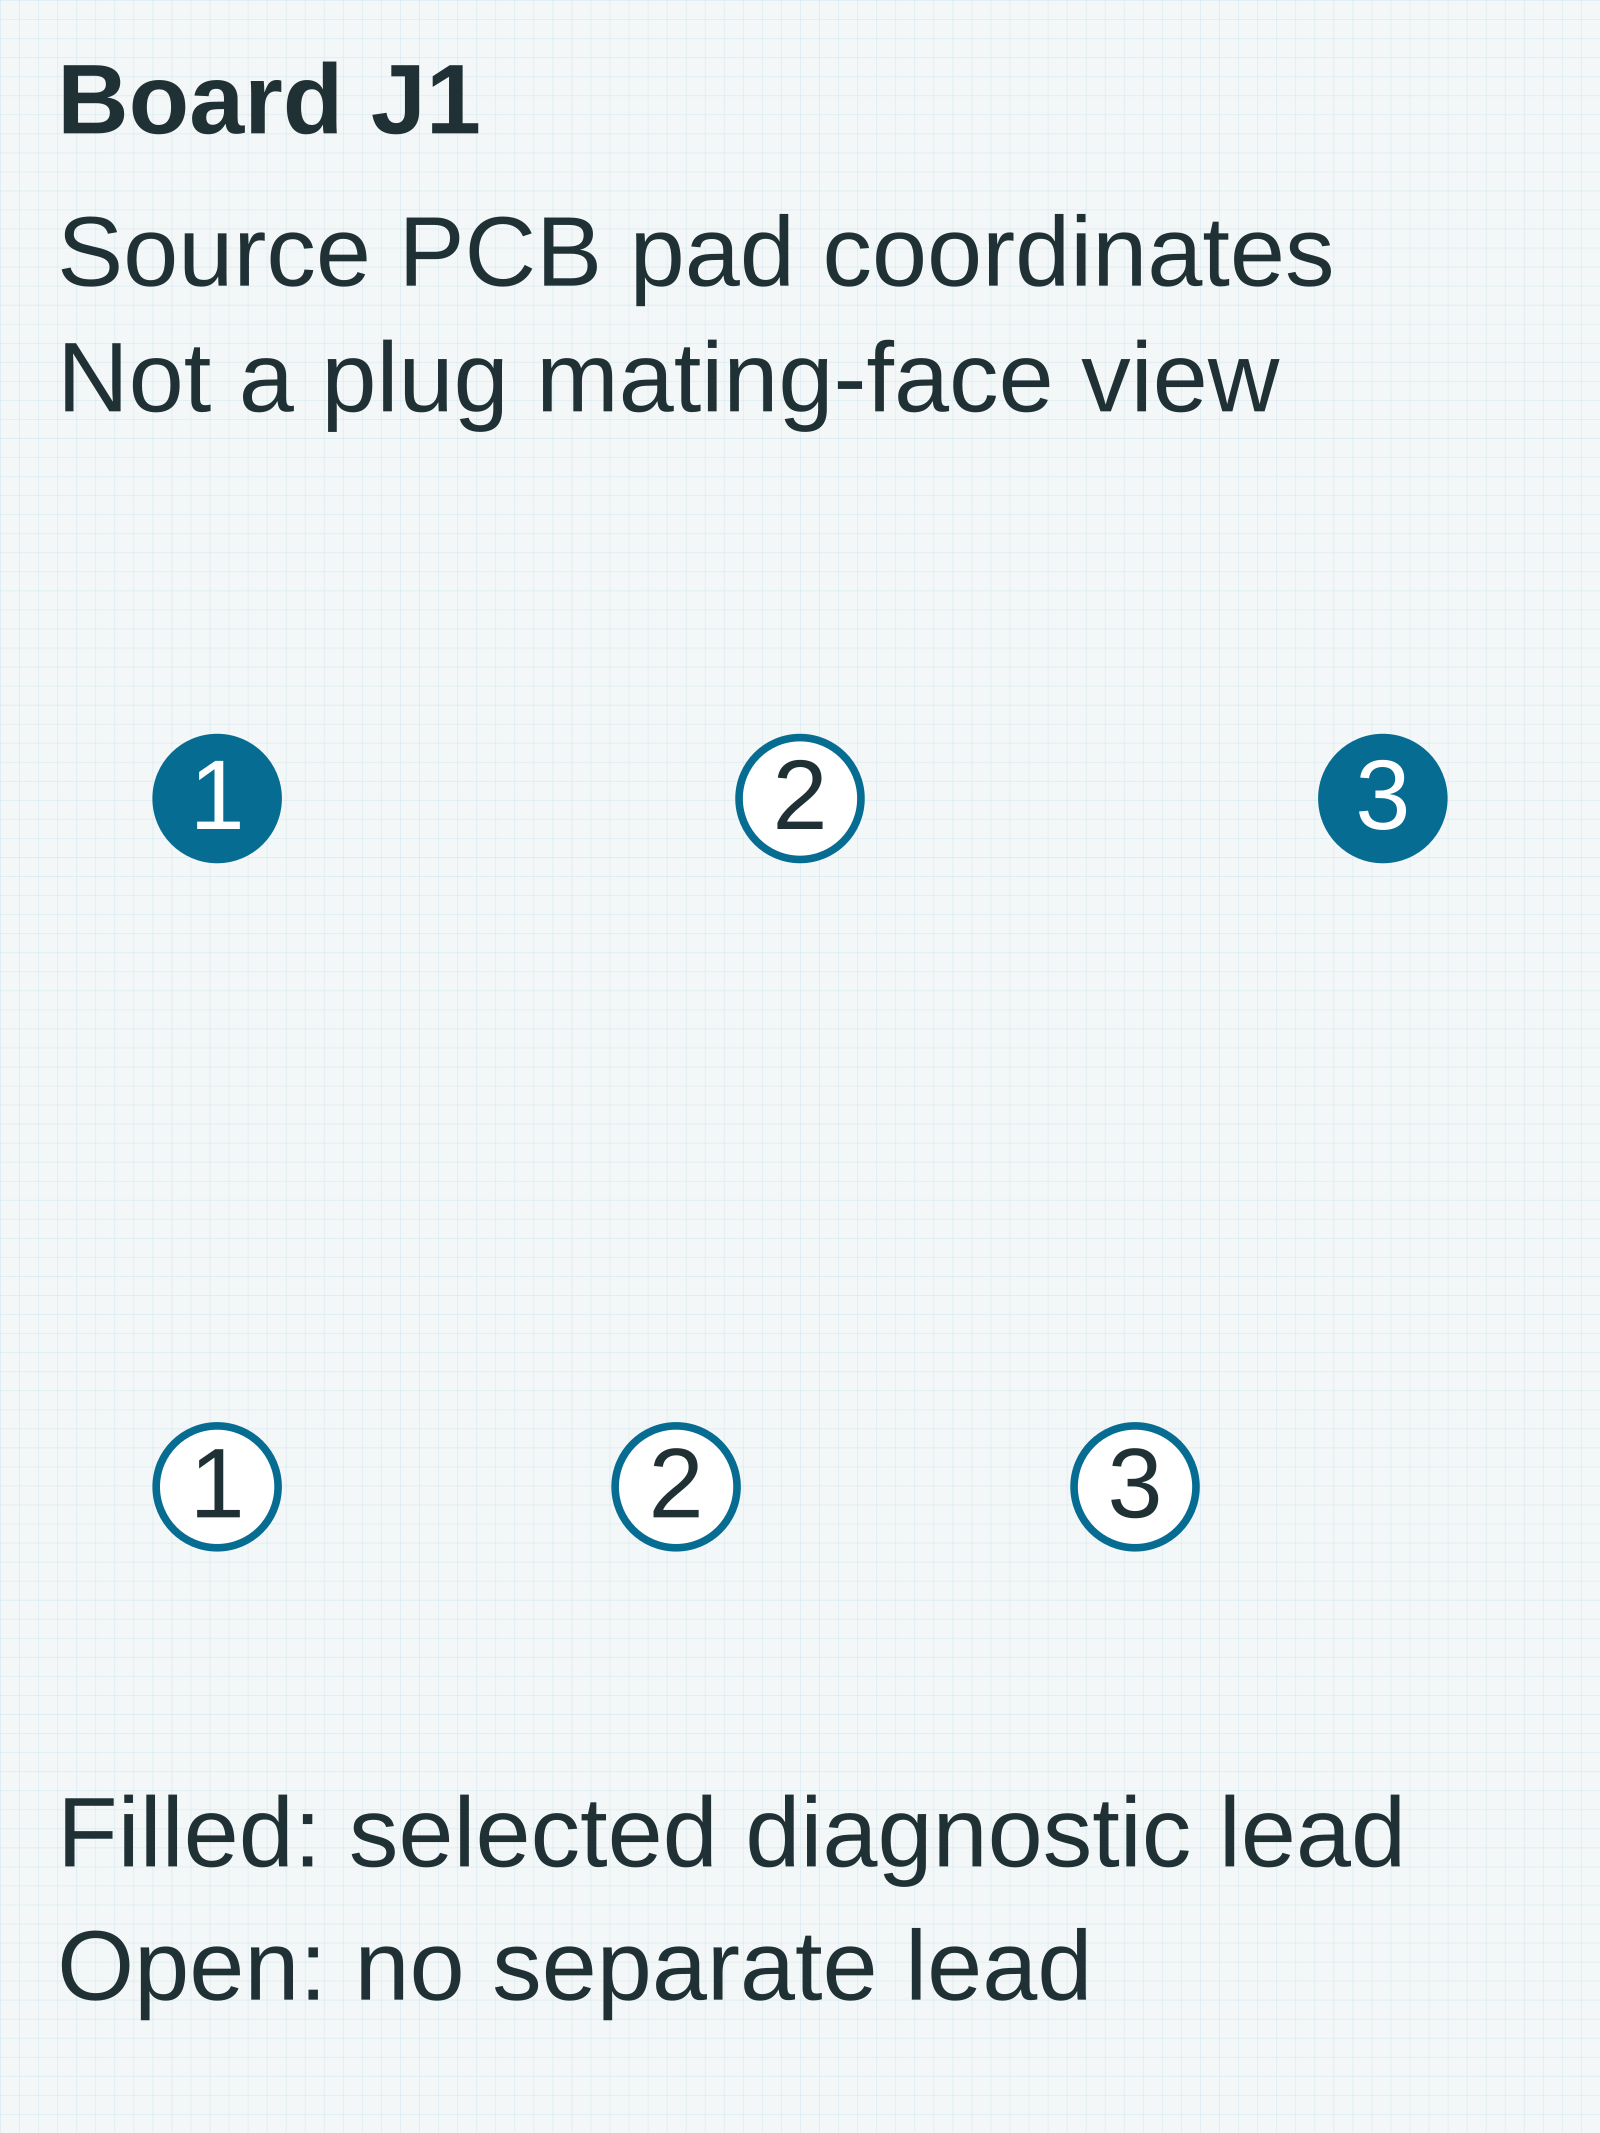 Board J1
Source PCB pad coordinates
Not a plug mating-face view
1 2 3
1 2 3
Filled: selected diagnostic lead
Open: no separate lead